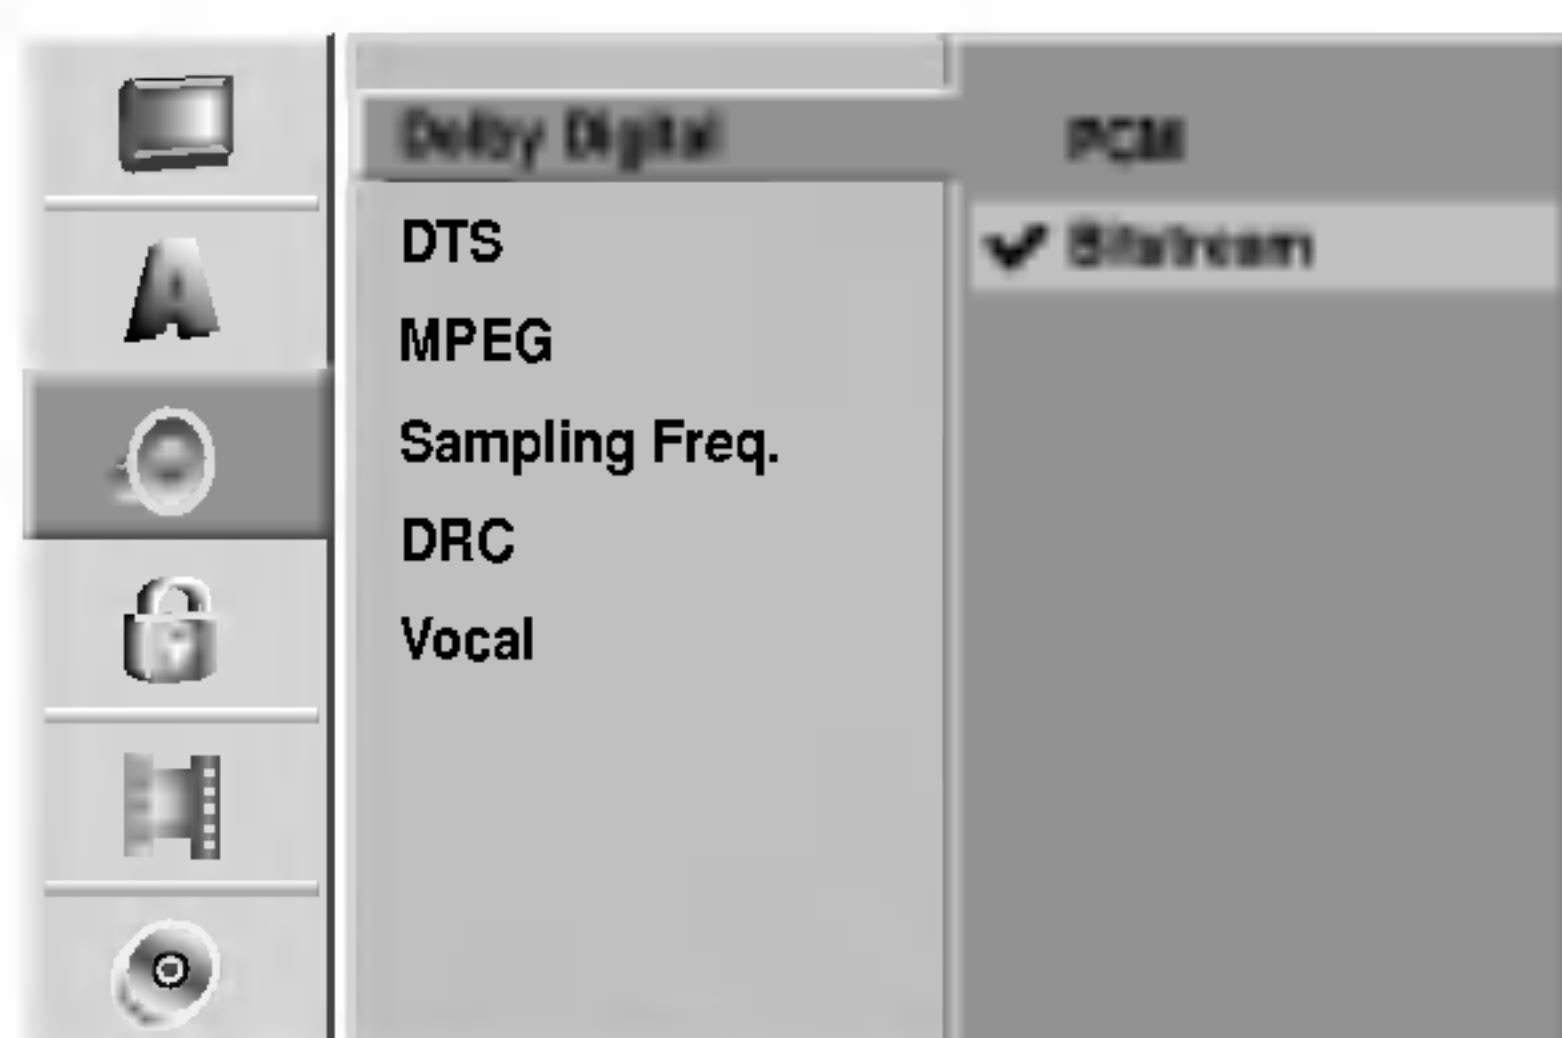 Dolby Digital
PCM
DTS
Bitstream
MPEG
Sampling Freq.
DRC
Vocal